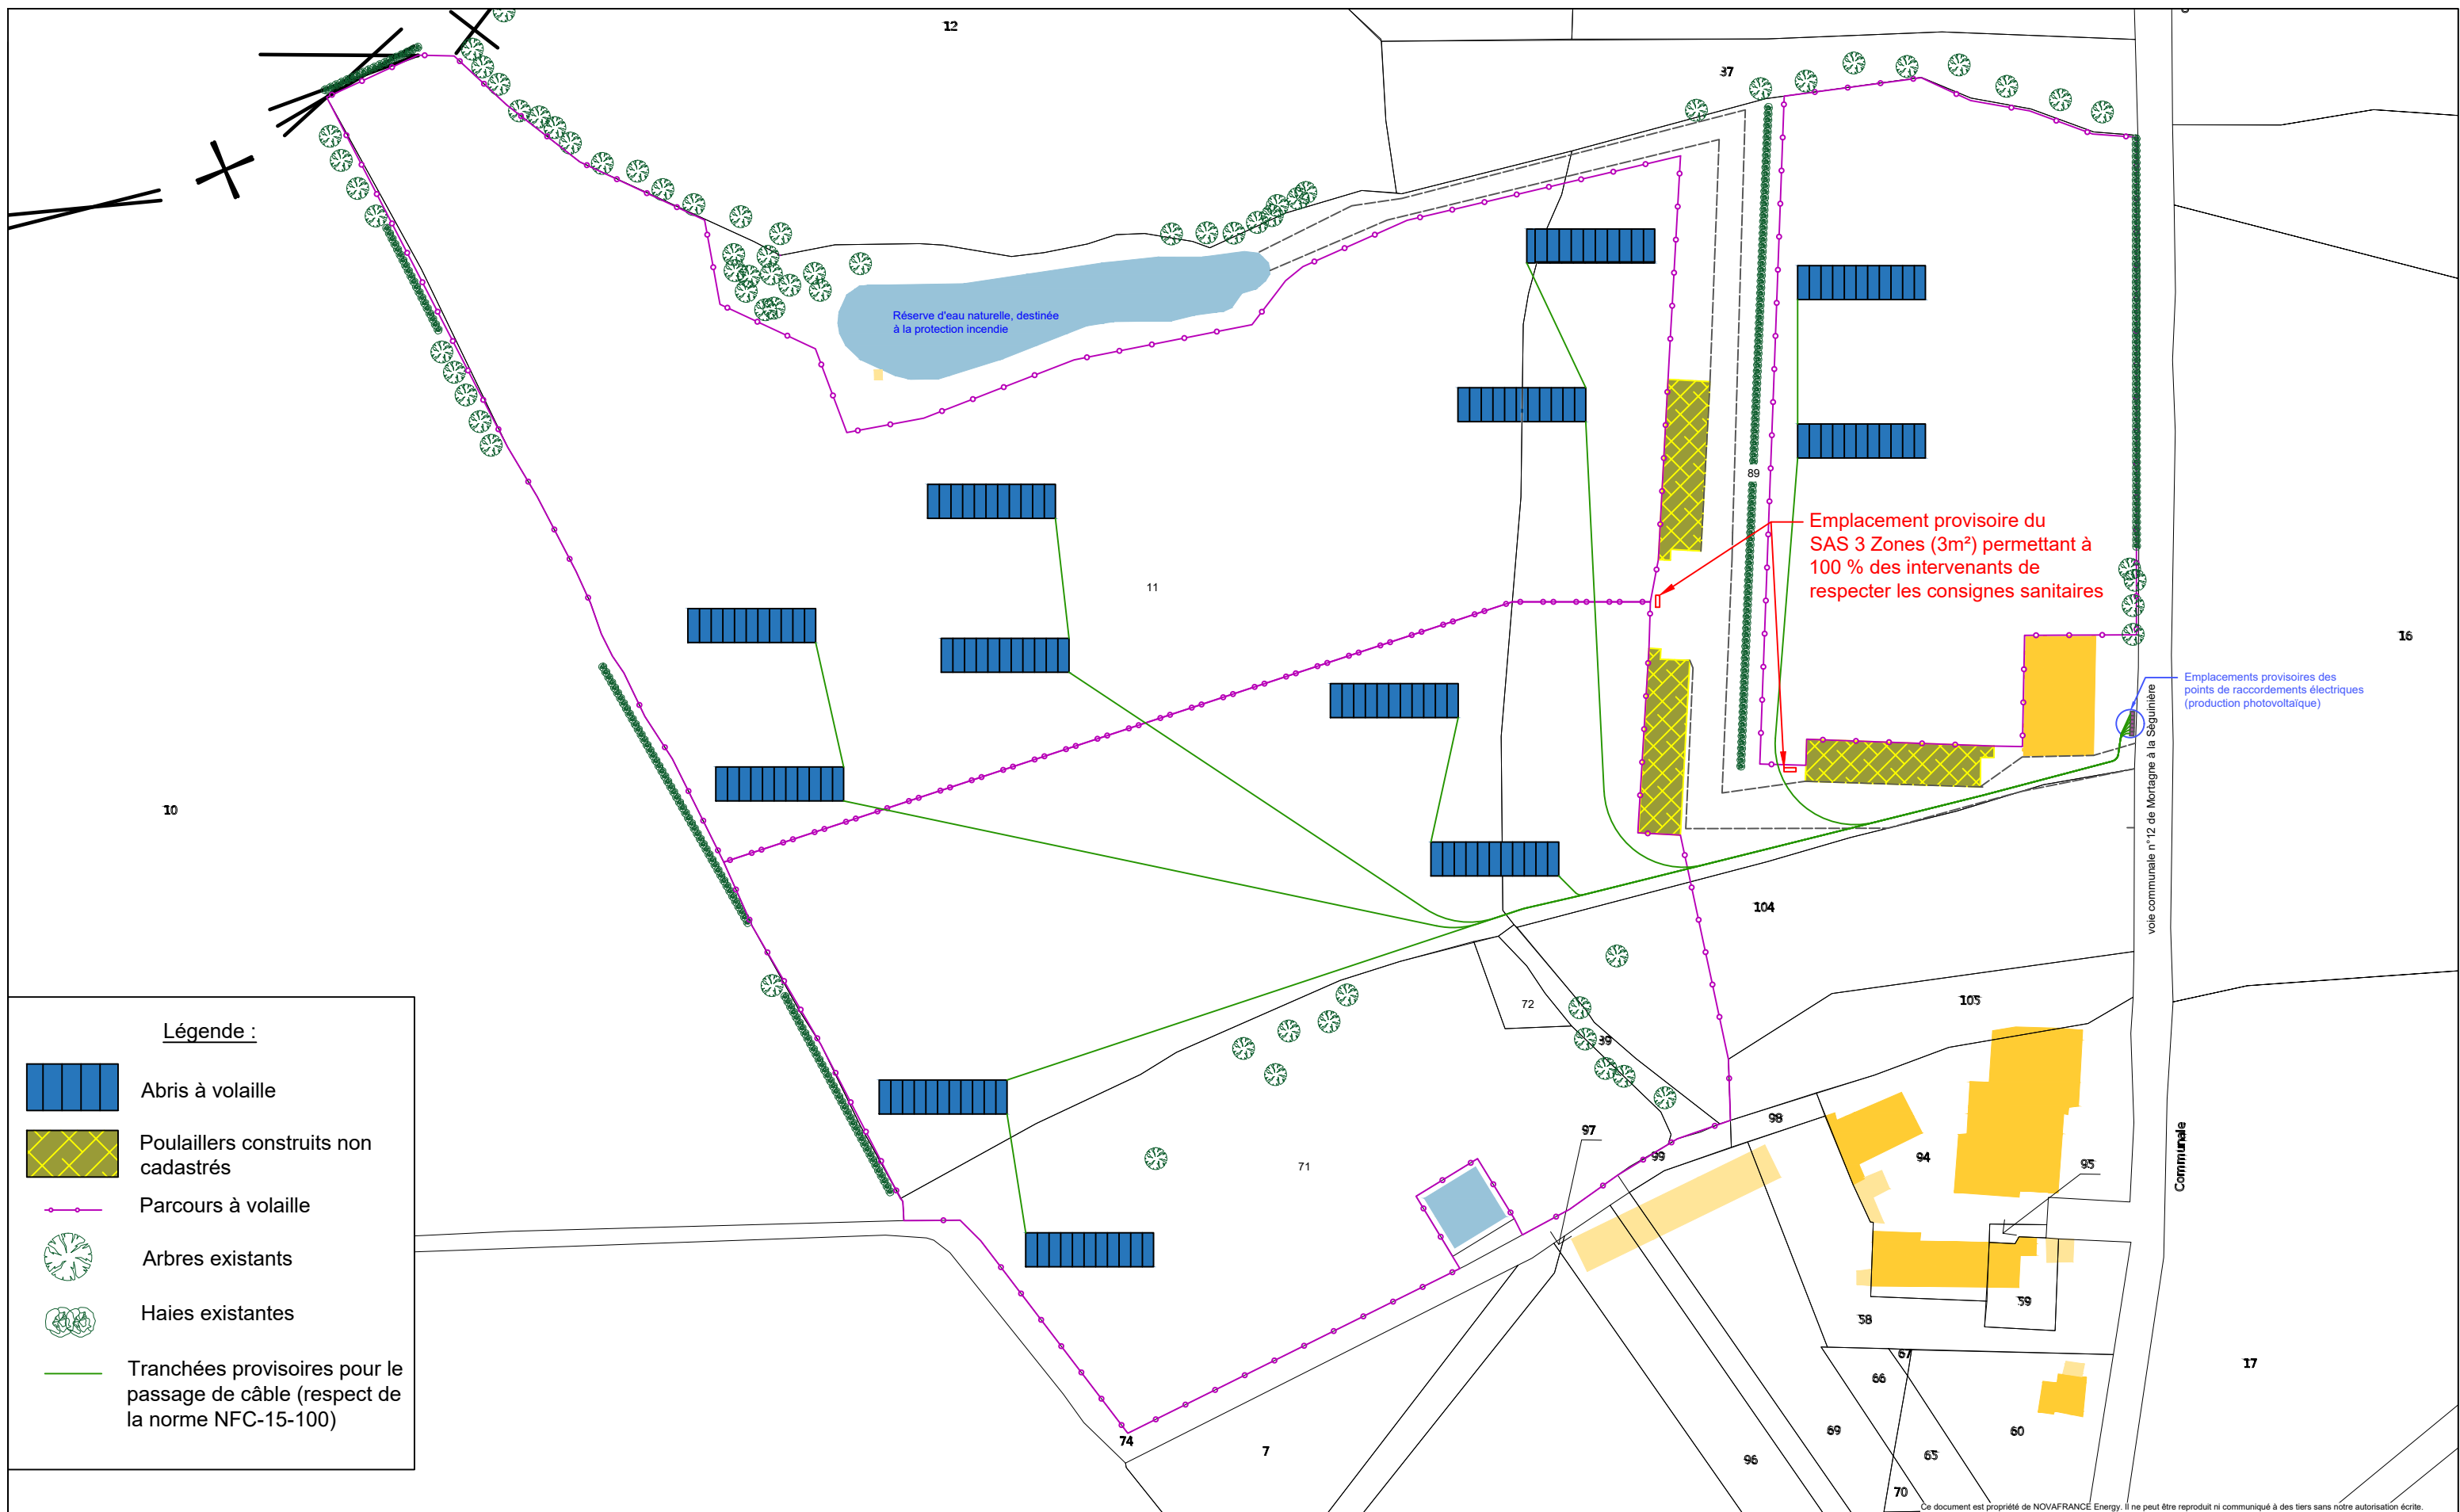 12
37
Réserve d'eau naturelle, destinée
à la protection incendie
89
Emplacement provisoire du
SAS 3 Zones (3m²) permettant à
100 % des intervenants de
respecter les consignes sanitaires
11
16
Emplacements provisoires des
points de raccordements électriques
(production photovoltaïque)
voie communale n°12 de Mortagne à la Séguinière
10
104
105
72
39
98
97
99
71
94
95
Communale
59
58
67
66
17
69
60
65
74
7
96
70
Légende :
Abris à volaille
Poulaillers construits non
cadastrés
Parcours à volaille
Arbres existants
Haies existantes
Tranchées provisoires pour le
passage de câble (respect de
la norme NFC-15-100)
Ce document est propriété de NOVAFRANCE Energy. Il ne peut être reproduit ni communiqué à des tiers sans notre autorisation écrite.